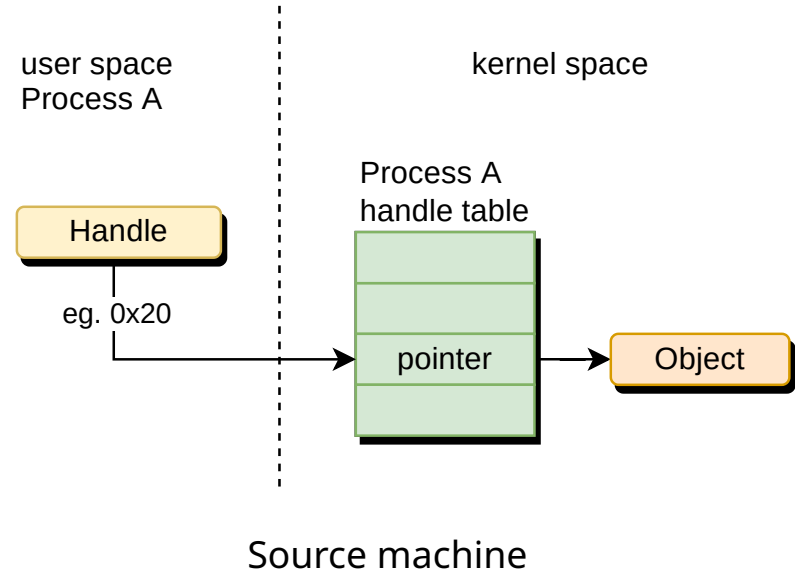 user space
Process A
kernel space
Process A
handle table
Handle
eg. 0x20
pointer
Object
Source machine